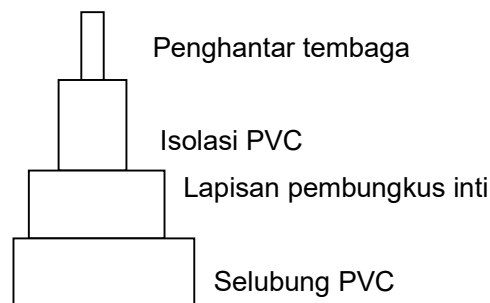 Penghantar tembaga
Isolasi PVC
Lapisan pembungkus inti
Selubung PVC